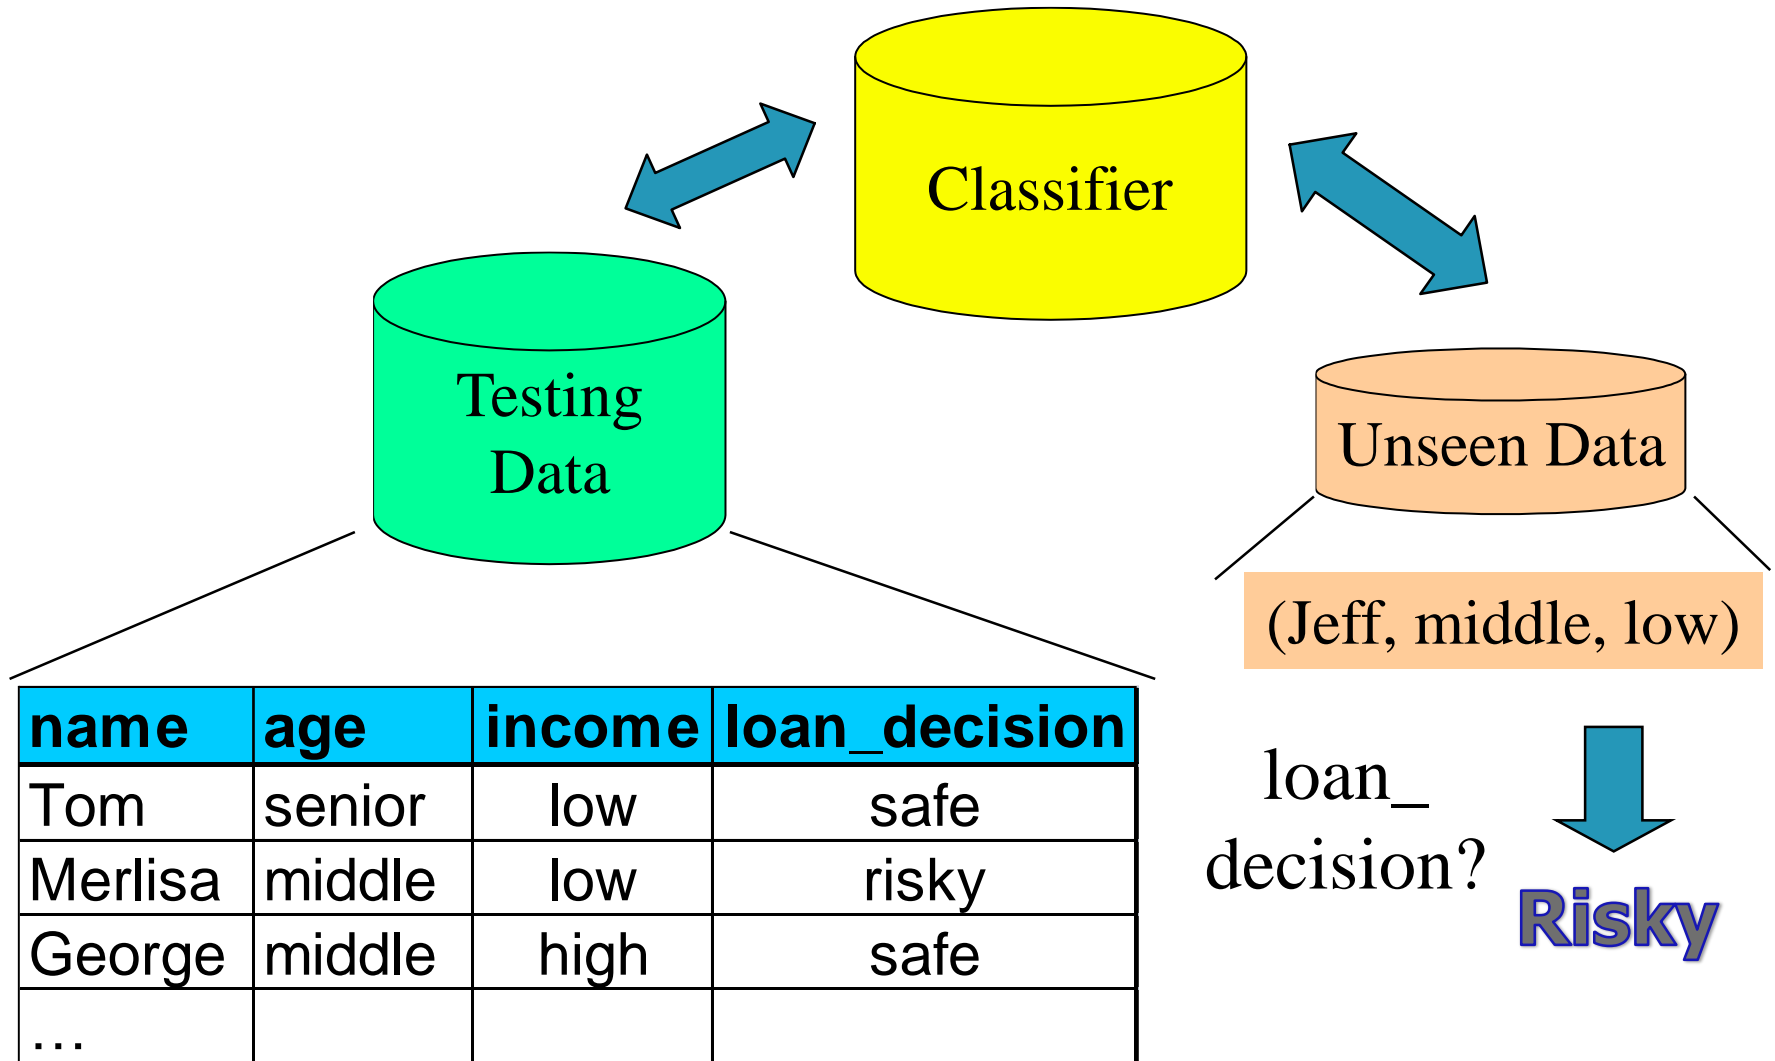 Classifier
Testing
Data
Unseen Data
(Jeff, middle, low)
name age income loan_decision
Tom senior low safe
Merlisa middle low risky
George middle high safe
…
loan_
decision?
Risky